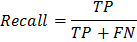 Recall = TP / (TP + FN)